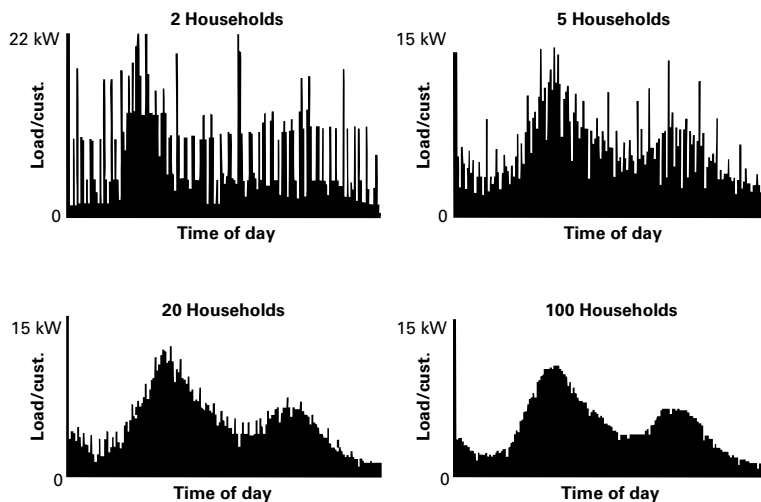 2 Households
22 kW
Load/cust.
0
Time of day
5 Households
15 kW
Load/cust.
0
Time of day
20 Households
15 kW
Load/cust.
0
Time of day
100 Households
15 kW
Load/cust.
0
Time of day